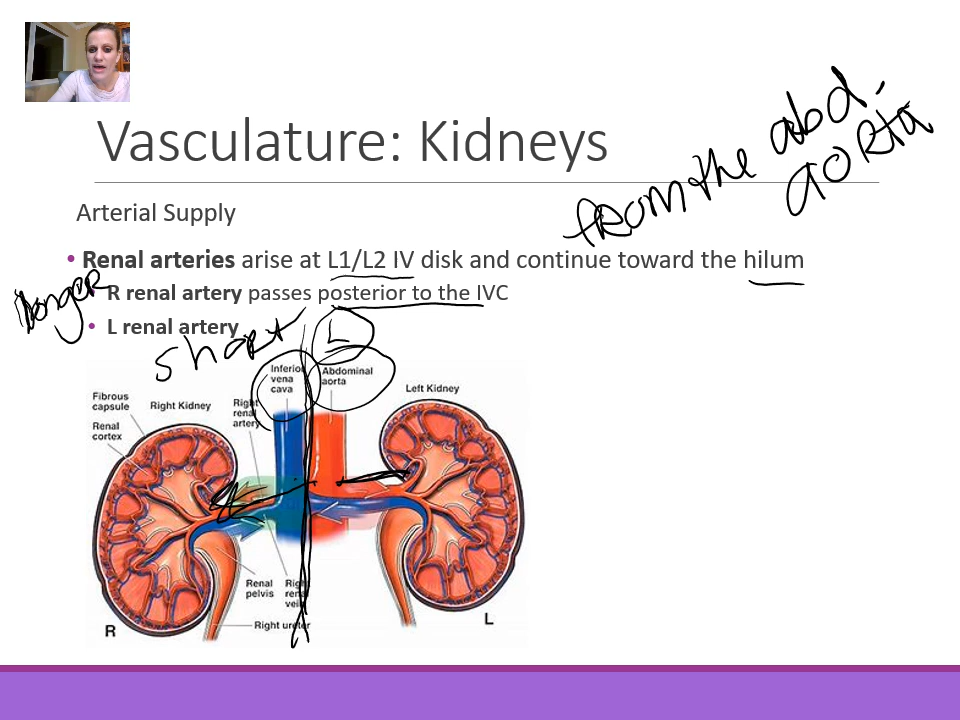 Vasculature: Kidneys
from the abd.
aorta
Arterial Supply
• Renal arteries arise at L1/L2 IV disk and continue toward the hilum
longer
• R renal artery passes posterior to the IVC
• L renal artery
short
L
Inferior
vena
cava
Abdominal
aorta
Left Kidney
Fibrous
capsule
Right Kidney
Right
renal
artery
Renal
cortex
Renal
pelvis
Right
renal
vein
Right ureter
R
L